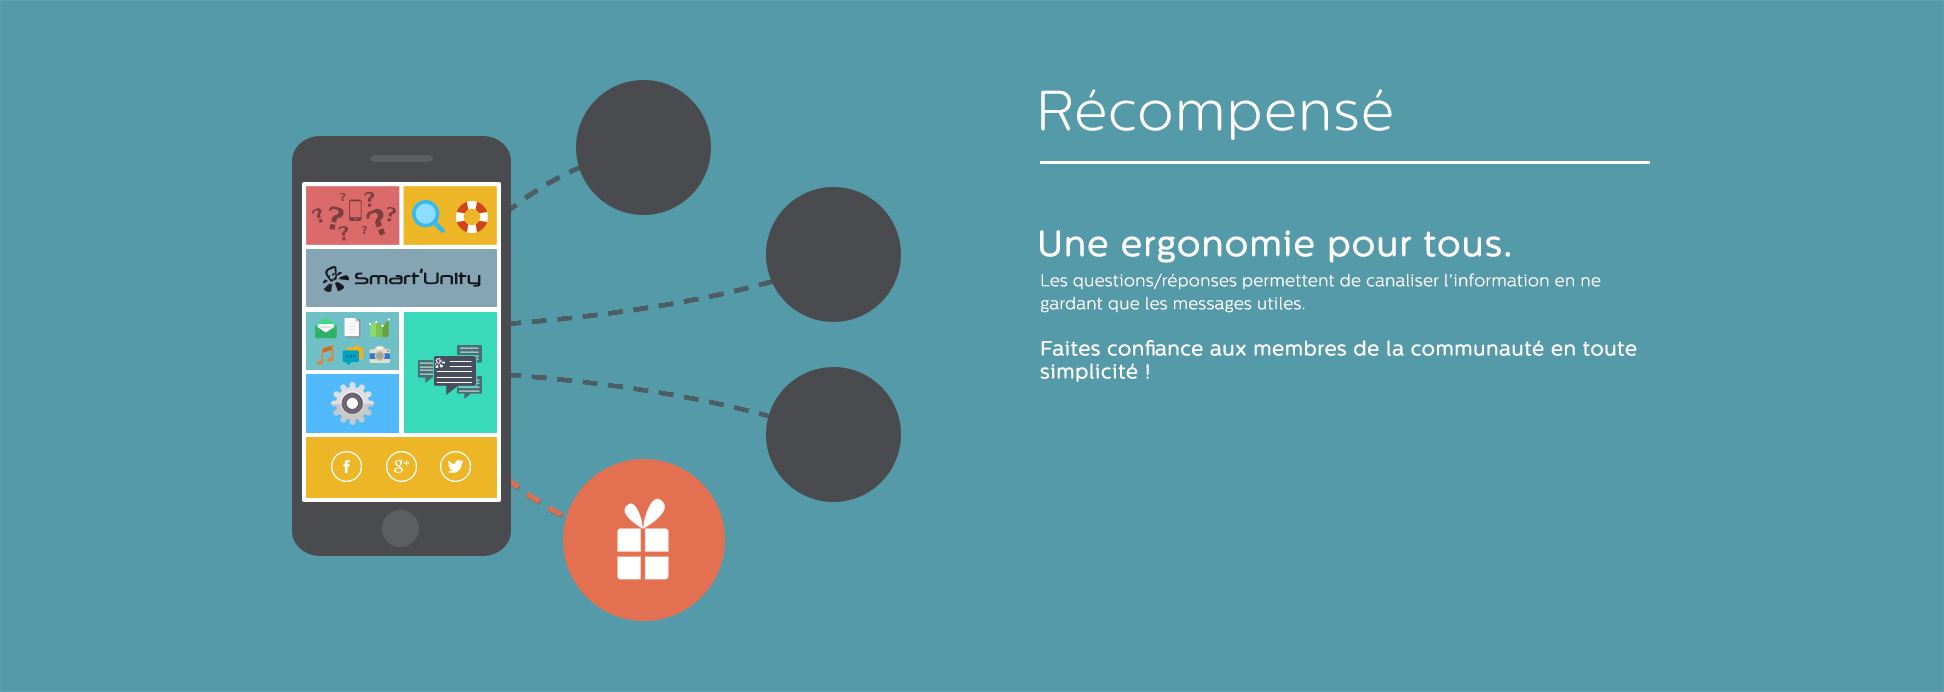 Récompensé
Smart'Unity
Une ergonomie pour tous.
Les questions/réponses permettent de canaliser l'information en ne
gardant que les messages utiles.
Faites confiance aux membres de la communauté en toute
simplicité !